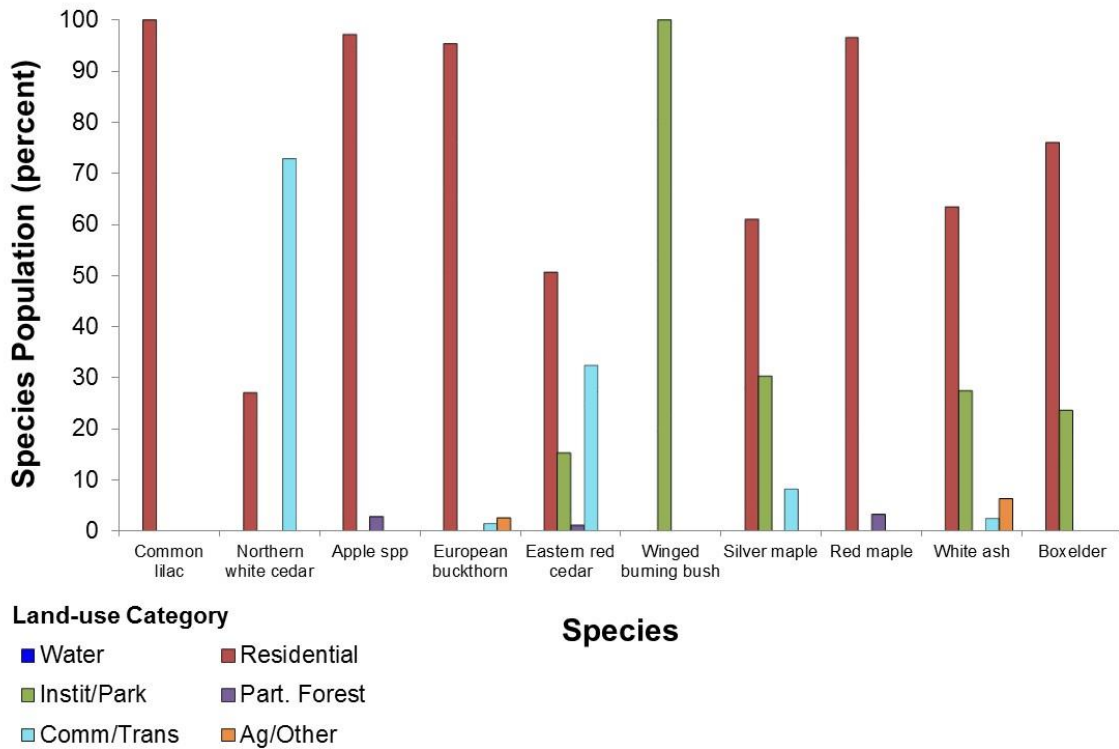 Species Population (percent)
100
90
80
70
60
50
40
30
20
10
0
Common
lilac
Northern
white cedar
Apple spp
European
buckthorn
Eastern red
cedar
Winged
burning bush
Silver maple
Red maple
White ash
Boxelder
Species
Land-use Category
Water
Residential
Instit/Park
Part. Forest
Comm/Trans
Ag/Other